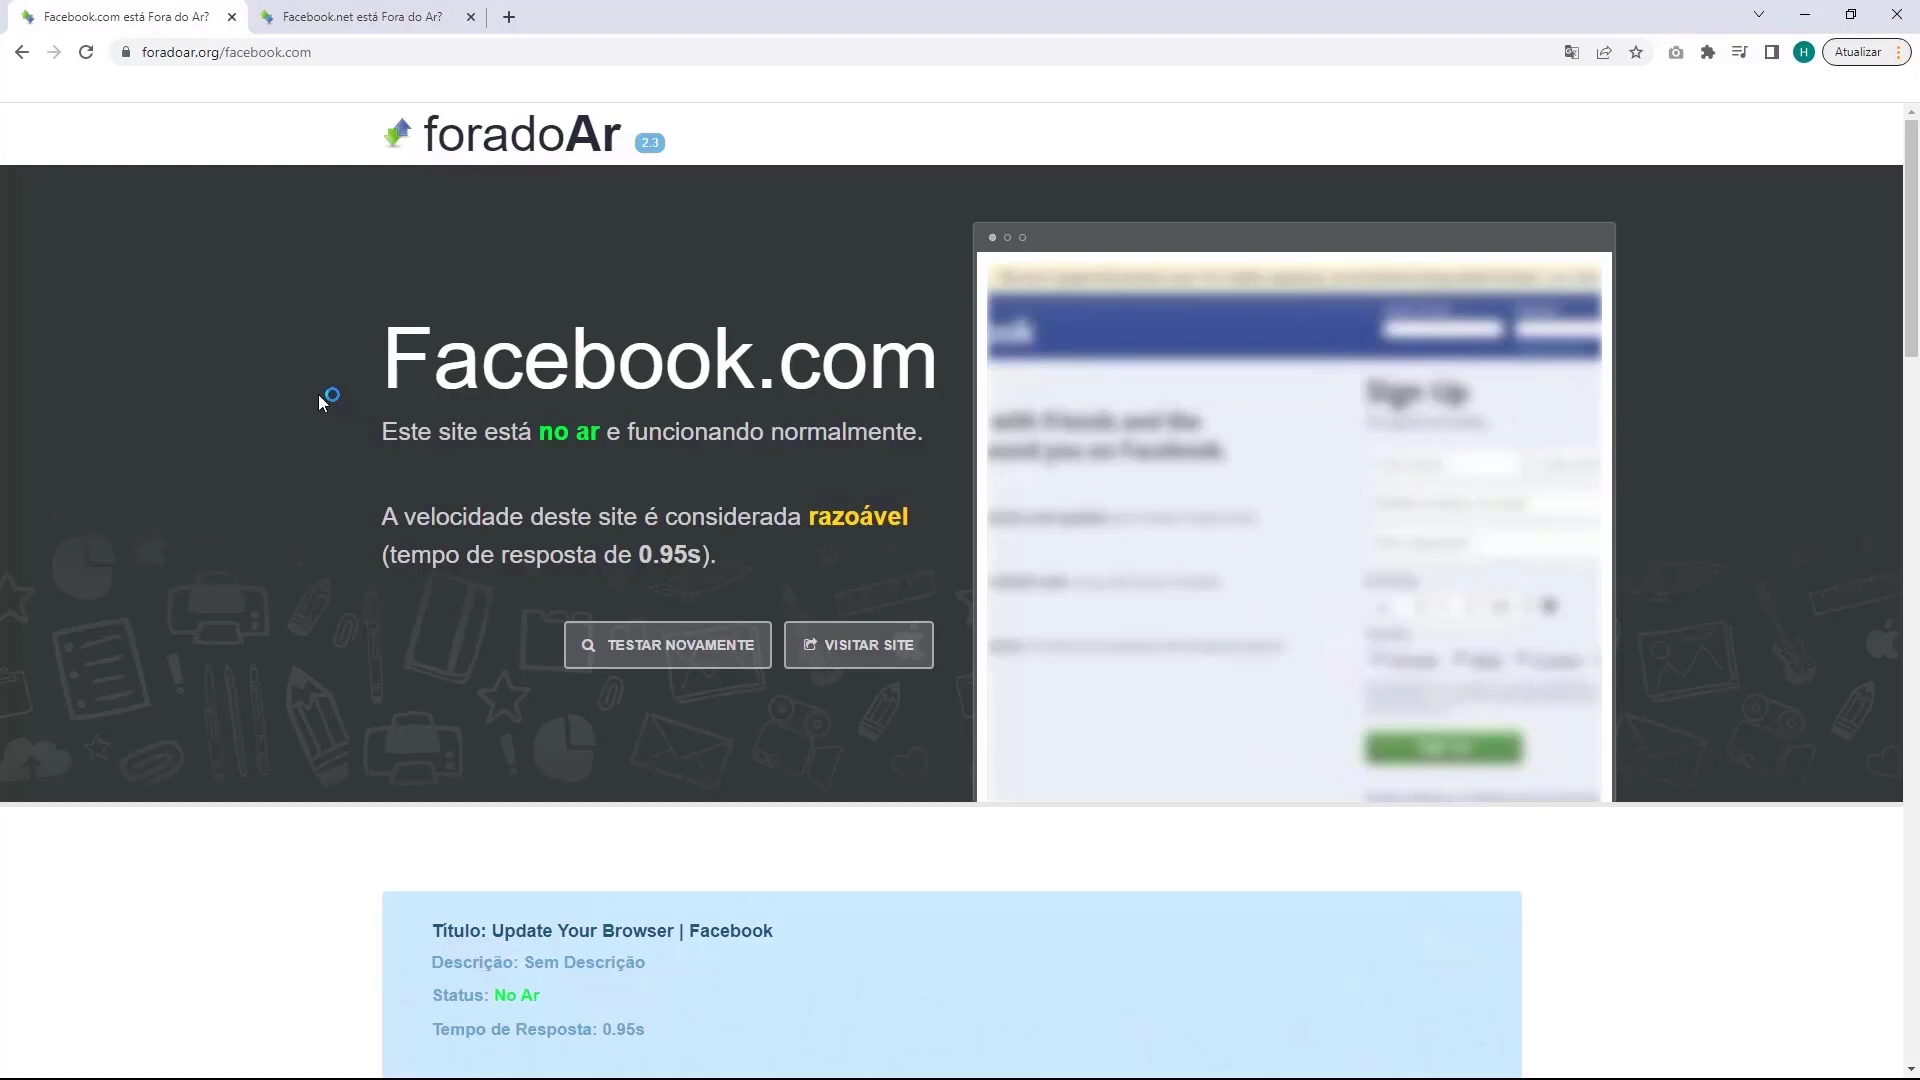 Facebook.com está Fora do Ar?
Facebook.net está Fora do Ar?
foradoar.org/facebook.com
H
Atualizar
foradoAr 2.3
Facebook.com
Este site está no ar e funcionando normalmente.
A velocidade deste site é considerada razoável
(tempo de resposta de 0.95s).
TESTAR NOVAMENTE
VISITAR SITE
Sign Up
Título: Update Your Browser | Facebook
Descrição: Sem Descrição
Status: No Ar
Tempo de Resposta: 0.95s